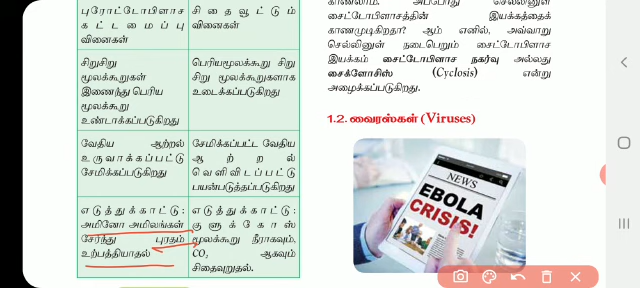 புரோட்டோபிளாச
கட்டமைப்பு
வினைகள்
சிதைவூட்டும்
வினைகள்
சிறுசிறு
மூலக்கூறுகள்
இணைந்து பெரிய
மூலக்கூறு
உண்டாக்கப்படுகிறது
பெரியமூலக்கூறு சிறு
சிறு மூலக்கூறுகளாக
உடைக்கப்படுகிறது
வேதிய ஆற்றல்
உருவாக்கப்பட்டு
சேமிக்கப்படுகிறது
சேமிக்கப்பட்ட வேதிய
ஆற்றல்
வெளிவிடப்பட்டு
பயன்படுத்தப்படுகிறது
எடுத்துக்காட்டு:
அமினோ அமிலங்கள்
சேர்ந்து புரதம்
உற்பத்தியாதல்
எடுத்துக்காட்டு:
குளுக்கோஸ்
மூலக்கூறு நீராகவும்,
CO₂ ஆகவும்
சிதைவுறுதல்.
காணலாம். அப்போது செல்லினுள்
சைட்டோபிளாசத்தின் இயக்கத்தைக்
காணமுடிகிறதா? ஆம் எனில், அவ்வாறு
செல்லினுள் நடைபெறும் சைட்டோபிளாச
இயக்கம் சைட்டோபிளாச நகர்வு அல்லது
சைக்ளோசிஸ் (Cyclosis) என்று
அழைக்கப்படுகிறது.
1.2. வைரஸ்கள் (Viruses)
NEWS
EBOLA
CRISIS!